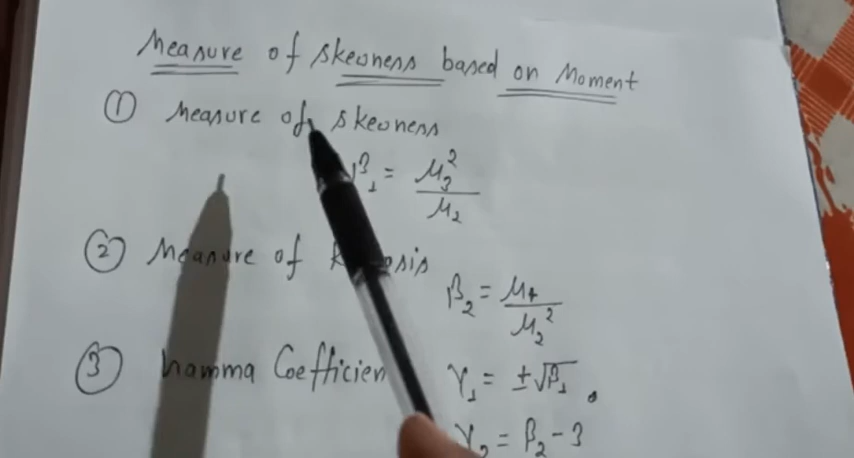 Measure of skewness based on Moment
① Measure of skewness
β₁ = μ₃² / μ₂
② Measure of
β₂ = μ₄ / μ₂²
③ Gamma Coefficien
γ₁ = ±√β₁ .
γ₂ = β₂ - 3